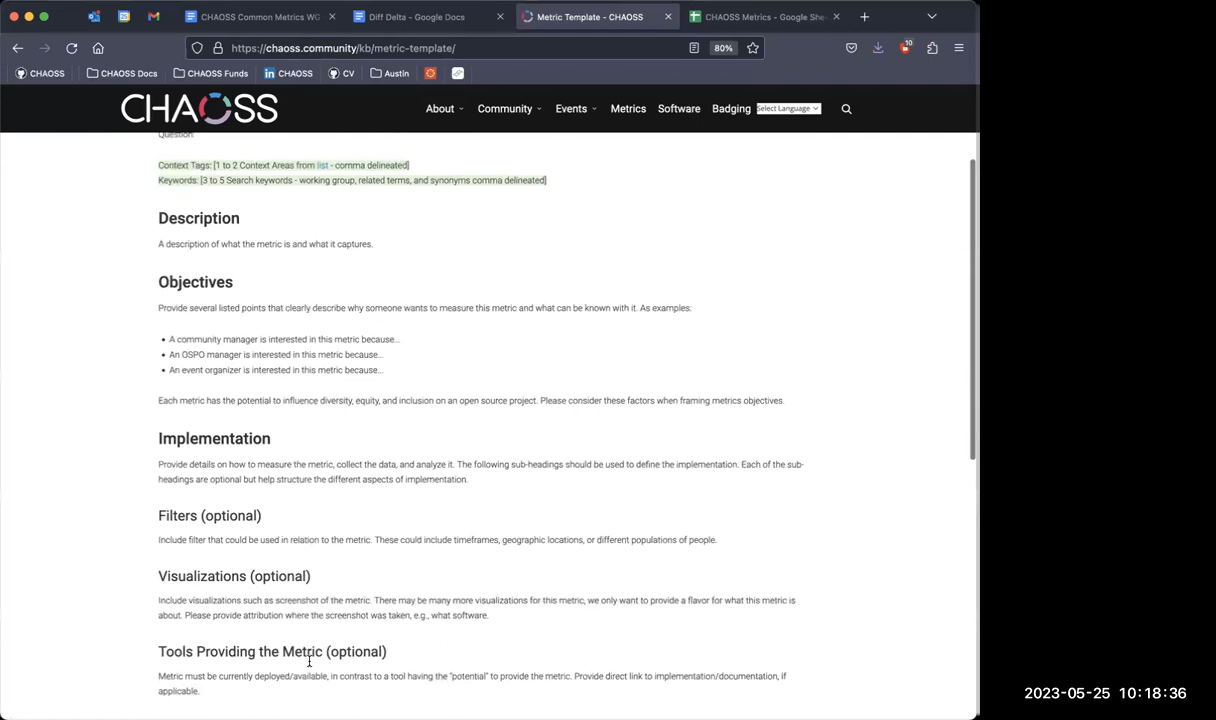 CHAOSS Common Metrics WG
Diff Delta - Google Docs
Metric Template - CHAOSS
CHAOSS Metrics - Google She
https://chaoss.community/kb/metric-template/
80%
10
CHAOSS
CHAOSS Docs
CHAOSS Funds
CHAOSS
CV
Austin
CHAOSS
About
Community
Events
Metrics
Software
Badging
Select Language
Question:
Context Tags: [1 to 2 Context Areas from list - comma delineated]
Keywords: [3 to 5 Search keywords - working group, related terms, and synonyms comma delineated]
Description
A description of what the metric is and what it captures.
Objectives
Provide several listed points that clearly describe why someone wants to measure this metric and what can be known with it. As examples:
• A community manager is interested in this metric because...
• An OSPO manager is interested in this metric because...
• An event organizer is interested in this metric because...
Each metric has the potential to influence diversity, equity, and inclusion on an open source project. Please consider these factors when framing metrics objectives.
Implementation
Provide details on how to measure the metric, collect the data, and analyze it. The following sub-headings should be used to define the implementation. Each of the sub-
headings are optional but help structure the different aspects of implementation.
Filters (optional)
Include filter that could be used in relation to the metric. These could include timeframes, geographic locations, or different populations of people.
Visualizations (optional)
Include visualizations such as screenshot of the metric. There may be many more visualizations for this metric, we only want to provide a flavor for what this metric is
about. Please provide attribution where the screenshot was taken, e.g., what software.
Tools Providing the Metric (optional)
Metric must be currently deployed/available, in contrast to a tool having the "potential" to provide the metric. Provide direct link to implementation/documentation, if
applicable.
2023-05-25 10:18:36